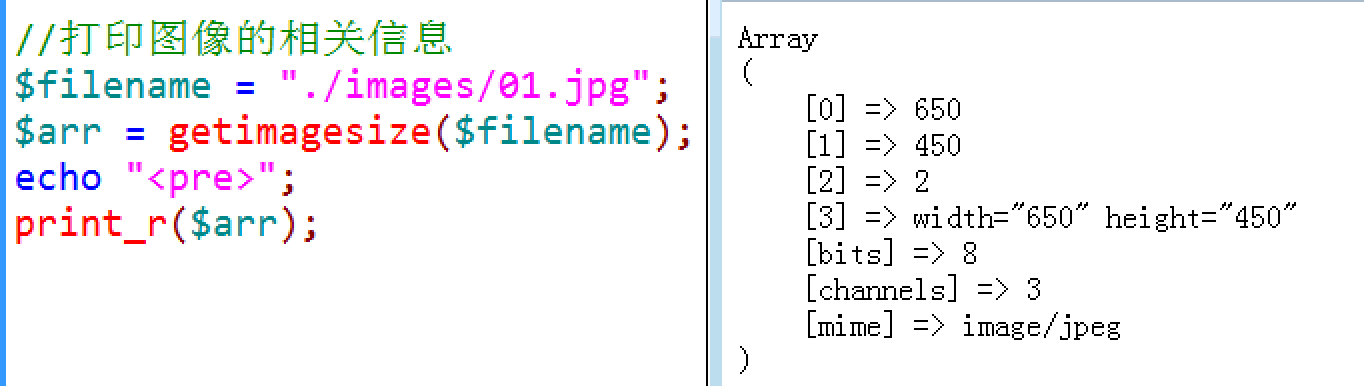 //打印图像的相关信息
$filename = "./images/01.jpg";
$arr = getimagesize($filename);
echo "<pre>";
print_r($arr);
Array
(
[0] => 650
[1] => 450
[2] => 2
[3] => width="650" height="450"
[bits] => 8
[channels] => 3
[mime] => image/jpeg
)